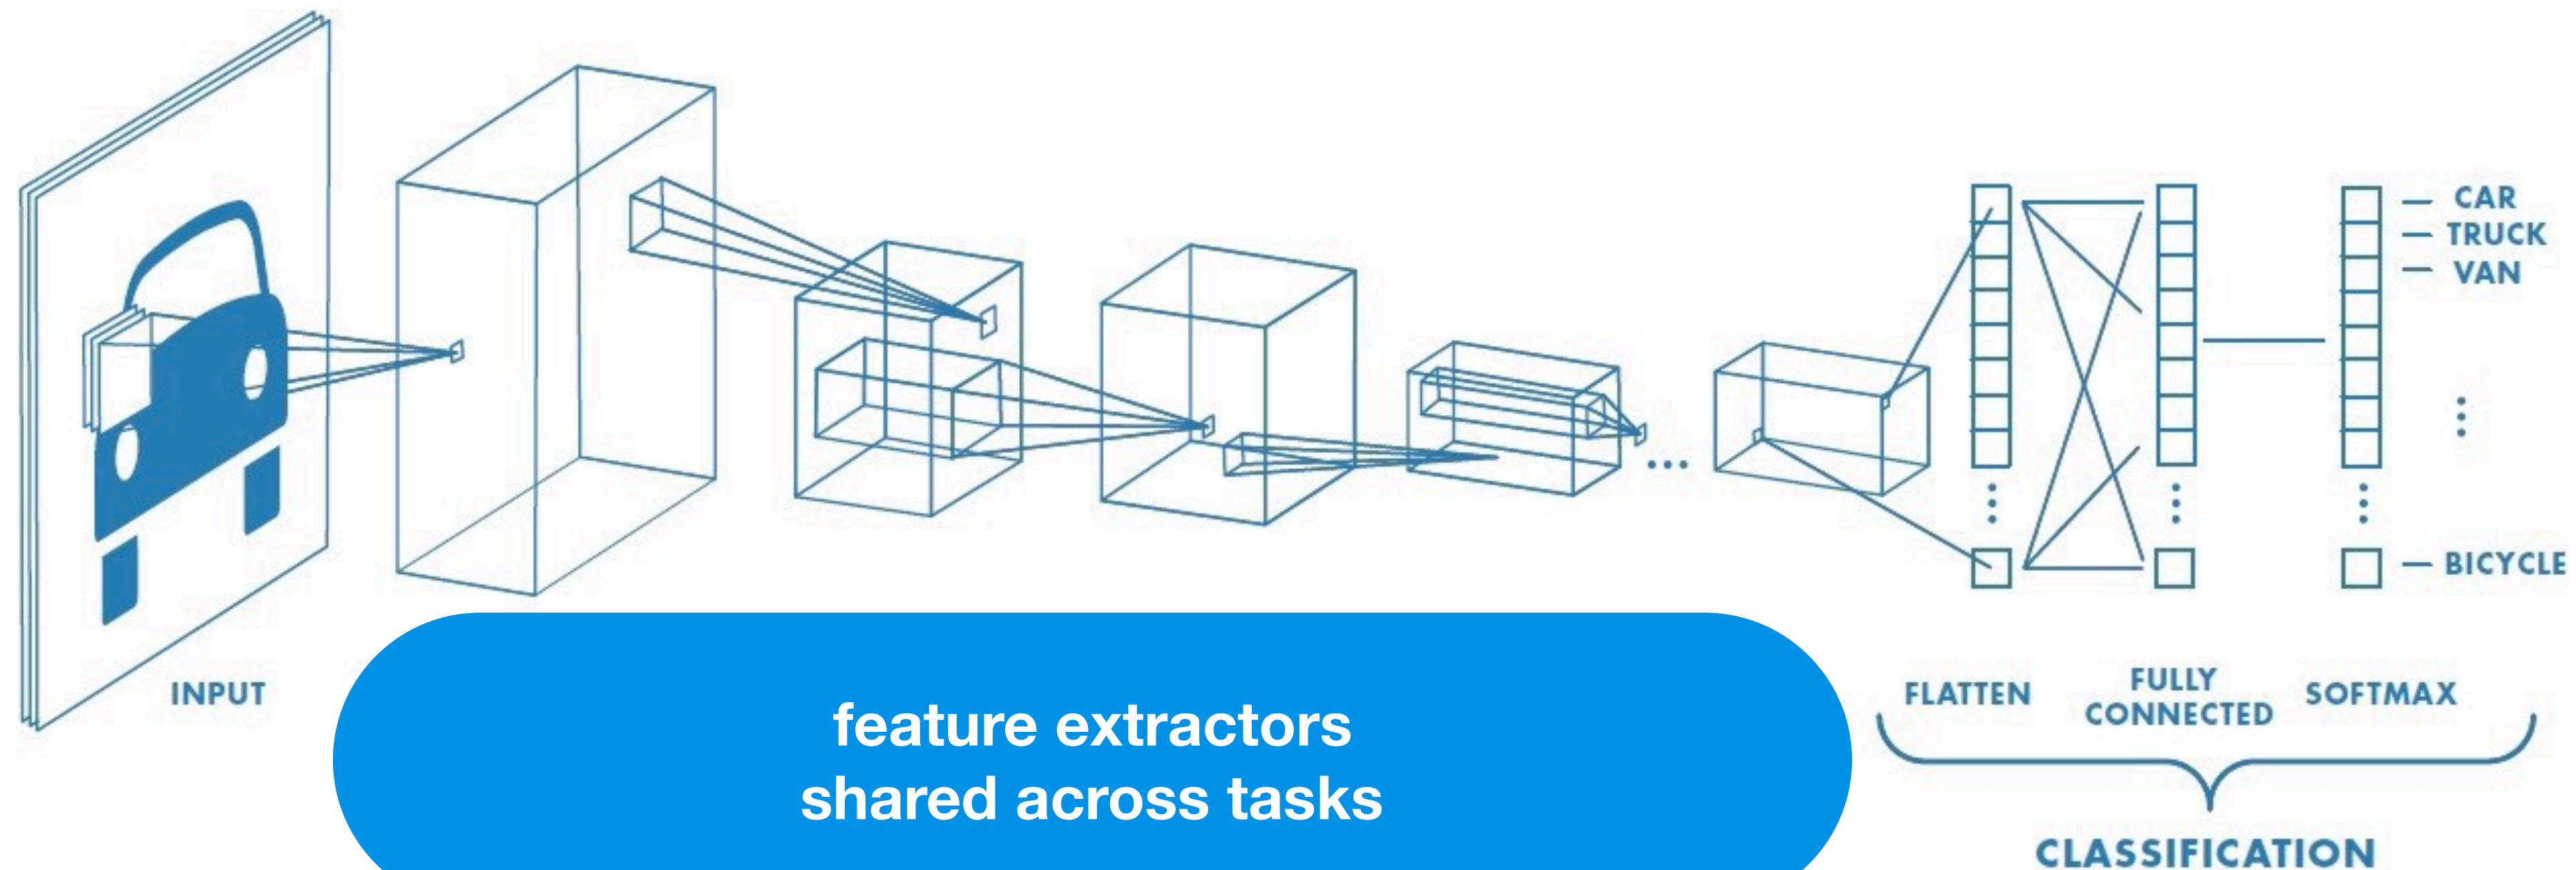 CAR
TRUCK
VAN
BICYCLE
INPUT
FLATTEN
FULLY
CONNECTED
SOFTMAX
feature extractors
shared across tasks
CLASSIFICATION